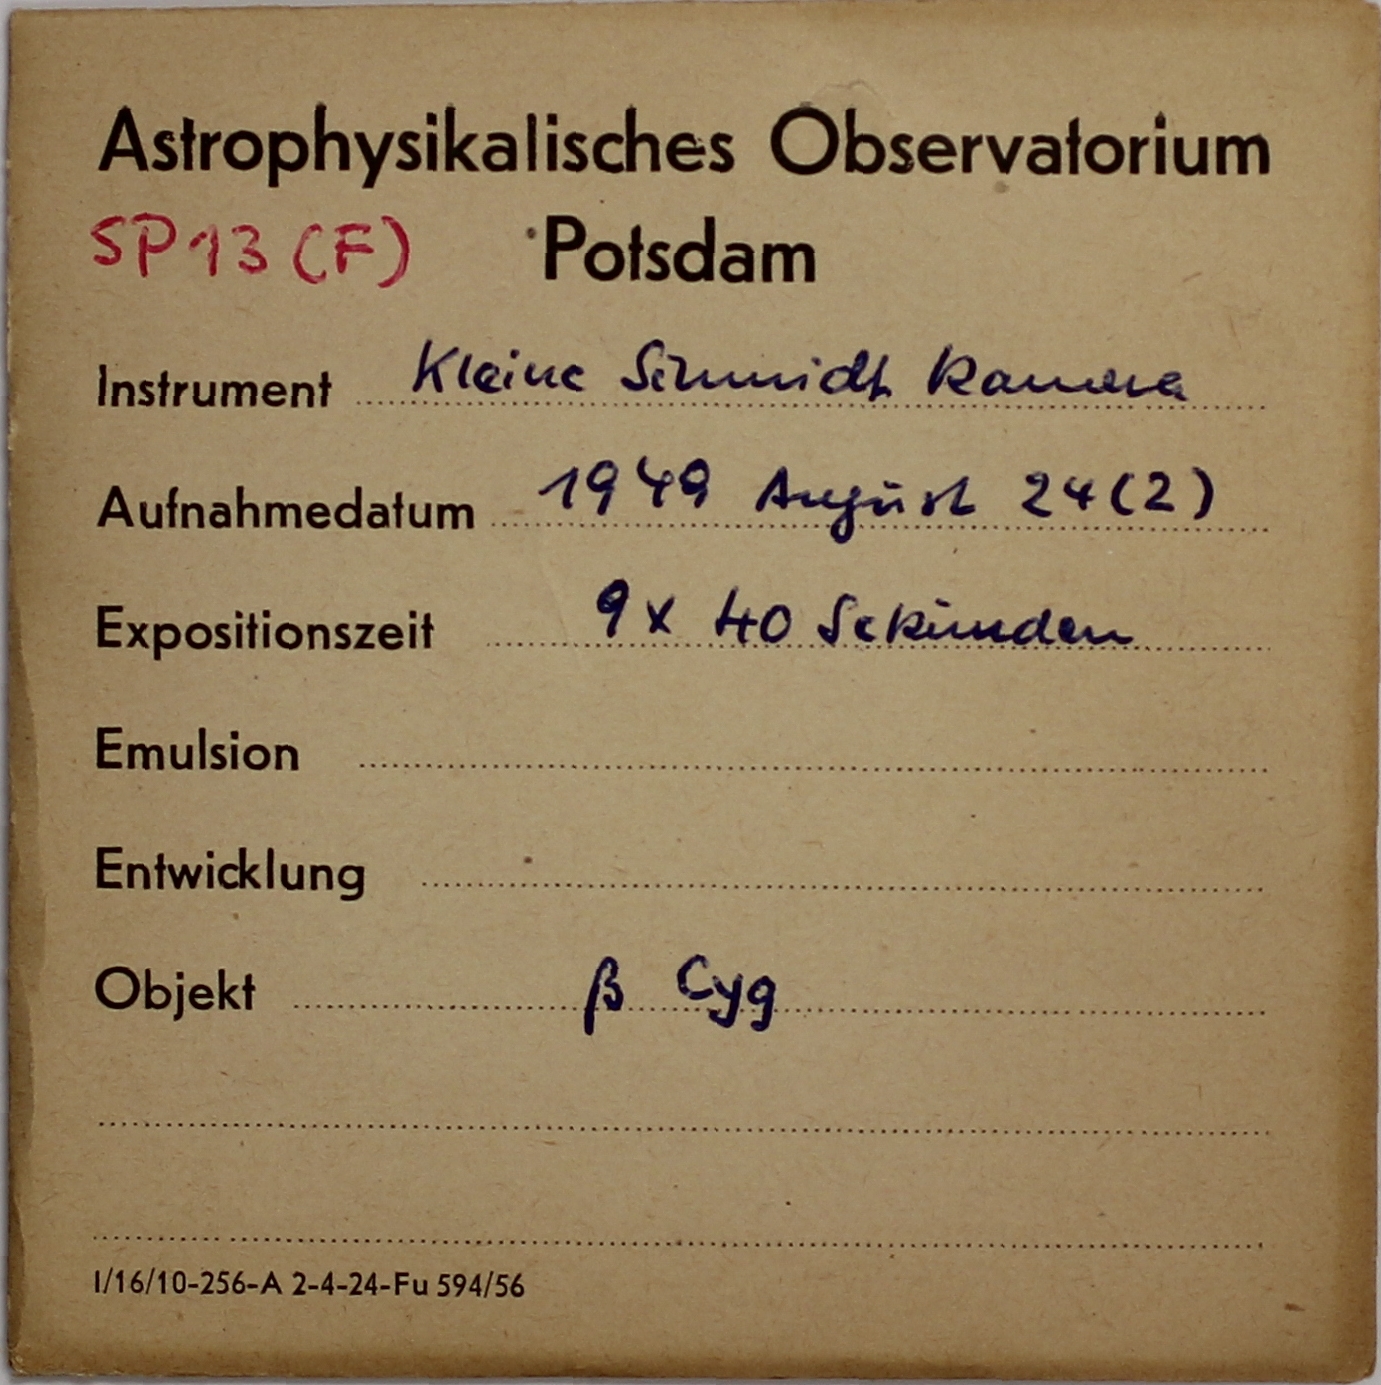 Astrophysikalisches Observatorium
SP13 (F) Potsdam
Instrument Kleine Schmidt Kamera
Aufnahmedatum 1949 August 24(2)
Expositionszeit 9x 40 Sekunden
Emulsion
Entwicklung
Objekt β Cyg
I/16/10-256-A 2-4-24-Fu 594/56